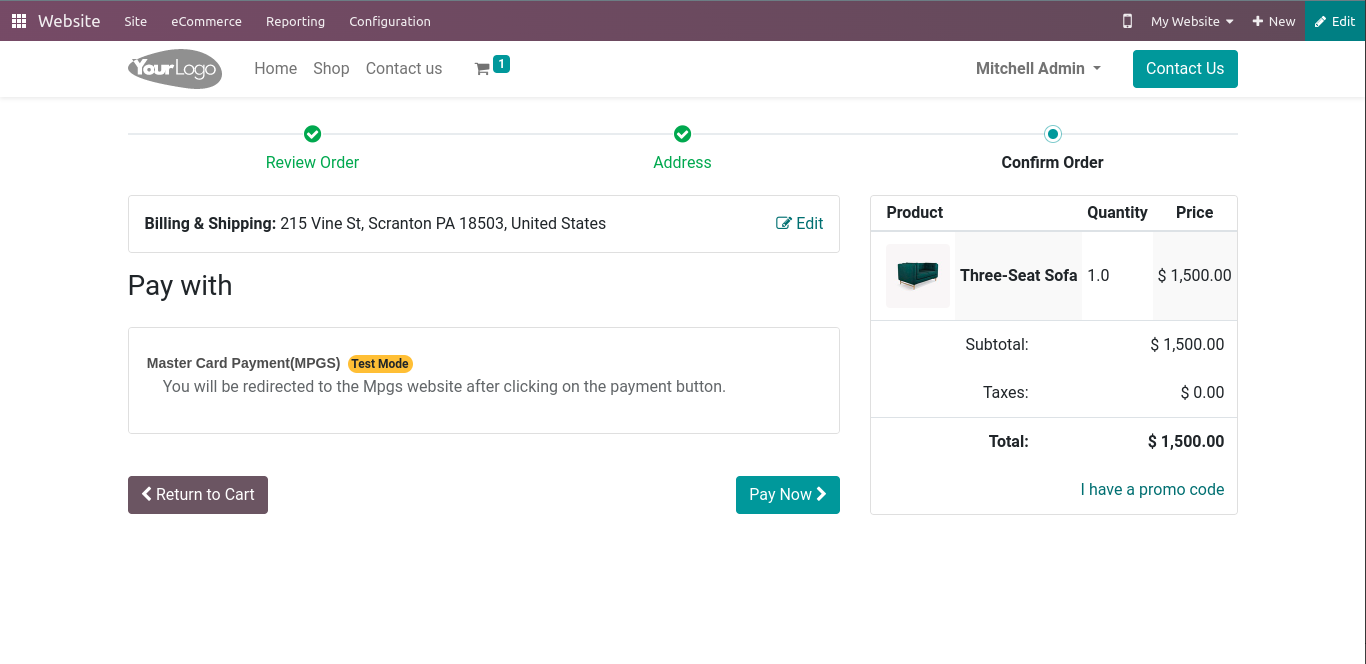 Website Site eCommerce Reporting Configuration My Website New Edit
YourLogo Home Shop Contact us 1 Mitchell Admin Contact Us
Review Order Address Confirm Order
Billing & Shipping: 215 Vine St, Scranton PA 18503, United States Edit
Pay with
Master Card Payment(MPGS) Test Mode
You will be redirected to the Mpgs website after clicking on the payment button.
Return to Cart Pay Now
Product Quantity Price
Three-Seat Sofa 1.0 $ 1,500.00
Subtotal: $ 1,500.00
Taxes: $ 0.00
Total: $ 1,500.00
I have a promo code